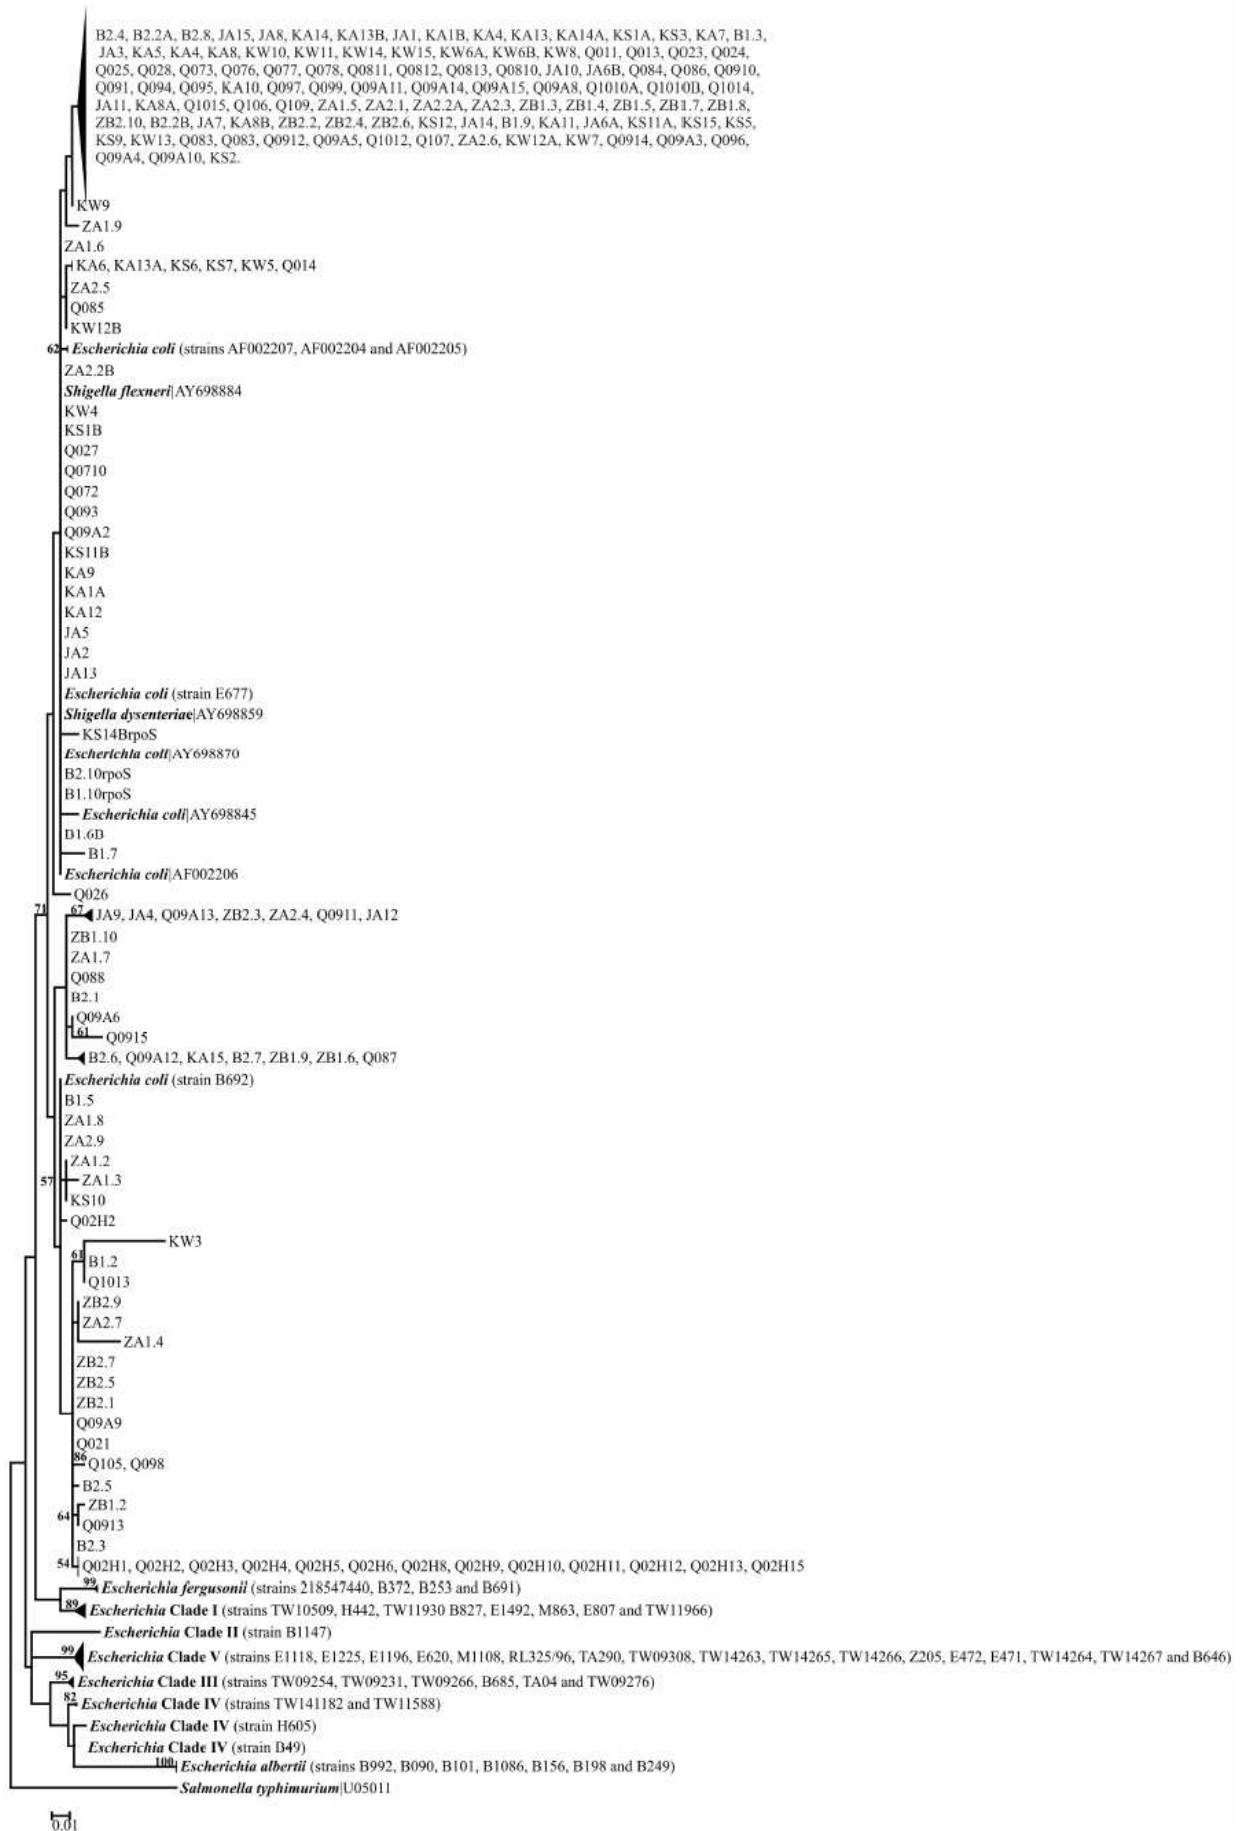 B2.4, B2.2A, B2.8, JA15, JA8, KA14, KA13B, JA1, KA1B, KA4, KA13, KA14A, KS1A, KS3, KA7, B1.3,
JA3, KA5, KA4, KA8, KW10, KW11, KW14, KW15, KW6A, KW6B, KW8, Q011, Q013, Q023, Q024,
Q025, Q028, Q073, Q076, Q077, Q078, Q0811, Q0812, Q0813, Q0810, JA10, JA6B, Q084, Q086, Q0910,
Q091, Q094, Q095, KA10, Q097, Q099, Q09A11, Q09A14, Q09A15, Q09A8, Q1010A, Q1010B, Q1014,
JA11, KA8A, Q1015, Q106, Q109, ZA1.5, ZA2.1, ZA2.2A, ZA2.3, ZB1.3, ZB1.4, ZB1.5, ZB1.7, ZB1.8,
ZB2.10, B2.2B, JA7, KA8B, ZB2.2, ZB2.4, ZB2.6, KS12, JA14, B1.9, KA11, JA6A, KS11A, KS15, KS5,
KS9, KW13, Q083, Q083, Q0912, Q09A5, Q1012, Q107, ZA2.6, KW12A, KW7, Q0914, Q09A3, Q096,
Q09A4, Q09A10, KS2.
KW9
ZA1.9
ZA1.6
KA6, KA13A, KS6, KS7, KW5, Q014
ZA2.5
Q085
KW12B
62 Escherichia coli (strains AF002207, AF002204 and AF002205)
ZA2.2B
Shigella flexneri|AY698884
KW4
KS1B
Q027
Q0710
Q072
Q093
Q09A2
KS11B
KA9
KA1A
KA12
JA5
JA2
JA13
Escherichia coli (strain E677)
Shigella dysenteriae|AY698859
KS14BrpoS
Escherichia coli|AY698870
B2.10rpoS
B1.10rpoS
Escherichia coli|AY698845
B1.6B
B1.7
Escherichia coli|AF002206
Q026
71 67 JA9, JA4, Q09A13, ZB2.3, ZA2.4, Q0911, JA12
ZB1.10
ZA1.7
Q088
B2.1
Q09A6
61 Q0915
B2.6, Q09A12, KA15, B2.7, ZB1.9, ZB1.6, Q087
Escherichia coli (strain B692)
B1.5
ZA1.8
ZA2.9
ZA1.2
57 ZA1.3
KS10
Q02H2
KW3
61 B1.2
Q1013
ZB2.9
ZA2.7
ZA1.4
ZB2.7
ZB2.5
ZB2.1
Q09A9
Q021
86 Q105, Q098
B2.5
ZB1.2
64 Q0913
B2.3
54 Q02H1, Q02H2, Q02H3, Q02H4, Q02H5, Q02H6, Q02H8, Q02H9, Q02H10, Q02H11, Q02H12, Q02H13, Q02H15
99 Escherichia fergusonii (strains 218547440, B372, B253 and B691)
89 Escherichia Clade I (strains TW10509, H442, TW11930 B827, E1492, M863, E807 and TW11966)
Escherichia Clade II (strain B1147)
99 Escherichia Clade V (strains E1118, E1225, E1196, E620, M1108, RL325/96, TA290, TW09308, TW14263, TW14265, TW14266, Z205, E472, E471, TW14264, TW14267 and B646)
95 Escherichia Clade III (strains TW09254, TW09231, TW09266, B685, TA04 and TW09276)
82 Escherichia Clade IV (strains TW141182 and TW11588)
Escherichia Clade IV (strain H605)
Escherichia Clade IV (strain B49)
100 Escherichia albertii (strains B992, B090, B101, B1086, B156, B198 and B249)
Salmonella typhimurium|U05011
0.01